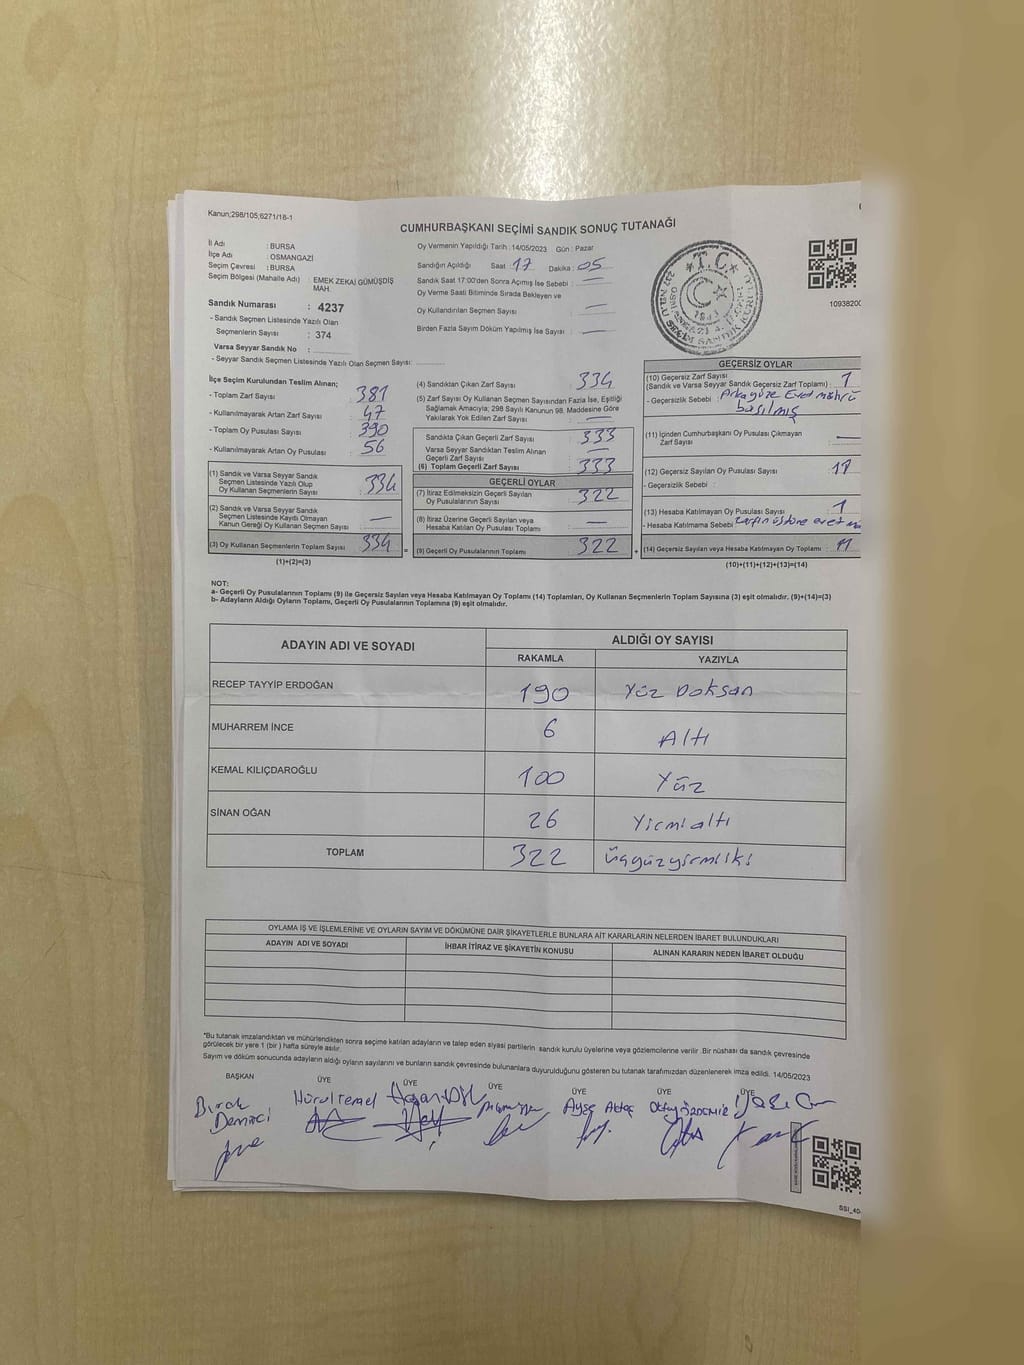 Kanun;298/105;6271/18-1
CUMHURBAŞKANI SEÇİMİ SANDIK SONUÇ TUTANAĞI
İl Adı : BURSA
İlçe Adı : OSMANGAZİ
Seçim Çevresi : BURSA
Seçim Bölgesi (Mahalle Adı) : EMEK ZEKAİ GÜMÜŞDİŞ MAH.
Sandık Numarası : 4237
- Sandık Seçmen Listesinde Yazılı Olan
Seçmenlerin Sayısı : 374
Varsa Seyyar Sandık No :
- Seyyar Sandık Seçmen Listesinde Yazılı Olan Seçmen Sayısı:
Oy Vermenin Yapıldığı Tarih :14/05/2023 Gün : Pazar
Sandığın Açıldığı Saat 17 Dakika : 05
Sandık Saat 17:00'den Sonra Açılmış İse Sebebi : —
Oy Verme Saati Bitiminde Sırada Bekleyen ve
Oy Kullandırılan Seçmen Sayısı : —
Birden Fazla Sayım Döküm Yapılmış İse Sayısı : —
T.C.
10938200
İlçe Seçim Kurulundan Teslim Alınan;
- Toplam Zarf Sayısı : 381
- Kullanılmayarak Artan Zarf Sayısı : 47
- Toplam Oy Pusulası Sayısı : 390
- Kullanılmayarak Artan Oy Pusulası : 56
(1) Sandık ve Varsa Seyyar Sandık
Seçmen Listesinde Yazılı Olup
Oy Kullanan Seçmenlerin Sayısı : 334
(2) Sandık ve Varsa Seyyar Sandık
Seçmen Listesinde Kayıtlı Olmayan
Kanun Gereği Oy Kullanan Seçmen Sayısı : —
(3) Oy Kullanan Seçmenlerin Toplam Sayısı : 334 =
(1)+(2)=(3)
(4) Sandıktan Çıkan Zarf Sayısı : 334
(5) Zarf Sayısı Oy Kullanan Seçmen Sayısından Fazla İse, Eşitliği
Sağlamak Amacıyla; 298 Sayılı Kanunun 98. Maddesine Göre
Yakılarak Yok Edilen Zarf Sayısı : —
Sandıkta Çıkan Geçerli Zarf Sayısı : 333
Varsa Seyyar Sandıktan Teslim Alınan
Geçerli Zarf Sayısı : —
(6) Toplam Geçerli Zarf Sayısı : 333
GEÇERLİ OYLAR
(7) İtiraz Edilmeksizin Geçerli Sayılan
Oy Pusulalarının Sayısı : 322
(8) İtiraz Üzerine Geçerli Sayılan veya
Hesaba Katılan Oy Pusulası Toplamı : —
(9) Geçerli Oy Pusulalarının Toplamı : 322 +
GEÇERSİZ OYLAR
(10) Geçersiz Zarf Sayısı
(Sandık ve Varsa Seyyar Sandık Geçersiz Zarf Toplamı) : 1
- Geçersizlik Sebebi : Arka yüze Evet mührü
basılmış
(11) İçinden Cumhurbaşkanı Oy Pusulası Çıkmayan
Zarf Sayısı : —
(12) Geçersiz Sayılan Oy Pusulası Sayısı :
- Geçersizlik Sebebi :
(13) Hesaba Katılmayan Oy Pusulası Sayısı : 1
- Hesaba Katılmama Sebebi : zarfın üstüne evet
(14) Geçersiz Sayılan veya Hesaba Katılmayan Oy Toplamı :
(10)+(11)+(12)+(13)=(14)
NOT:
a- Geçerli Oy Pusulalarının Toplamı (9) ile Geçersiz Sayılan veya Hesaba Katılmayan Oy Toplamı (14) Toplamları, Oy Kullanan Seçmenlerin Toplam Sayısına (3) eşit olmalıdır. (9)+(14)=(3)
b- Adayların Aldığı Oyların Toplamı, Geçerli Oy Pusulalarının Toplamına (9) eşit olmalıdır.
ADAYIN ADI VE SOYADI ALDIĞI OY SAYISI
RAKAMLA YAZIYLA
RECEP TAYYİP ERDOĞAN 190 Yüz Doksan
MUHARREM İNCE 6 Altı
KEMAL KILIÇDAROĞLU 100 Yüz
SİNAN OĞAN 26 Yirmialtı
TOPLAM 322 Üçyüzyirmiiki
OYLAMA İŞ VE İŞLEMLERİNE VE OYLARIN SAYIM VE DÖKÜMÜNE DAİR ŞİKAYETLERLE BUNLARA AİT KARARLARIN NELERDEN İBARET BULUNDUKLARI
ADAYIN ADI VE SOYADI İHBAR İTİRAZ VE ŞİKAYETİN KONUSU ALINAN KARARIN NEDEN İBARET OLDUĞU
*Bu tutanak imzalandıktan ve mühürlendikten sonra seçime katılan adayların ve talep eden siyasi partilerin sandık kurulu üyelerine veya gözlemcilerine verilir .Bir nüshası da sandık çevresinde
görülecek bir yere 1 (bir ) hafta süreyle asılır.
Sayım ve döküm sonucunda adayların aldığı oyların sayılarını ve bunların sandık çevresinde bulunanlara duyurulduğunu gösteren bu tutanak tarafımızdan düzenlenerek imza edildi. 14/05/2023
BAŞKAN ÜYE ÜYE ÜYE ÜYE ÜYE ÜYE
Burak
Demirci
Ayşe Aktaş